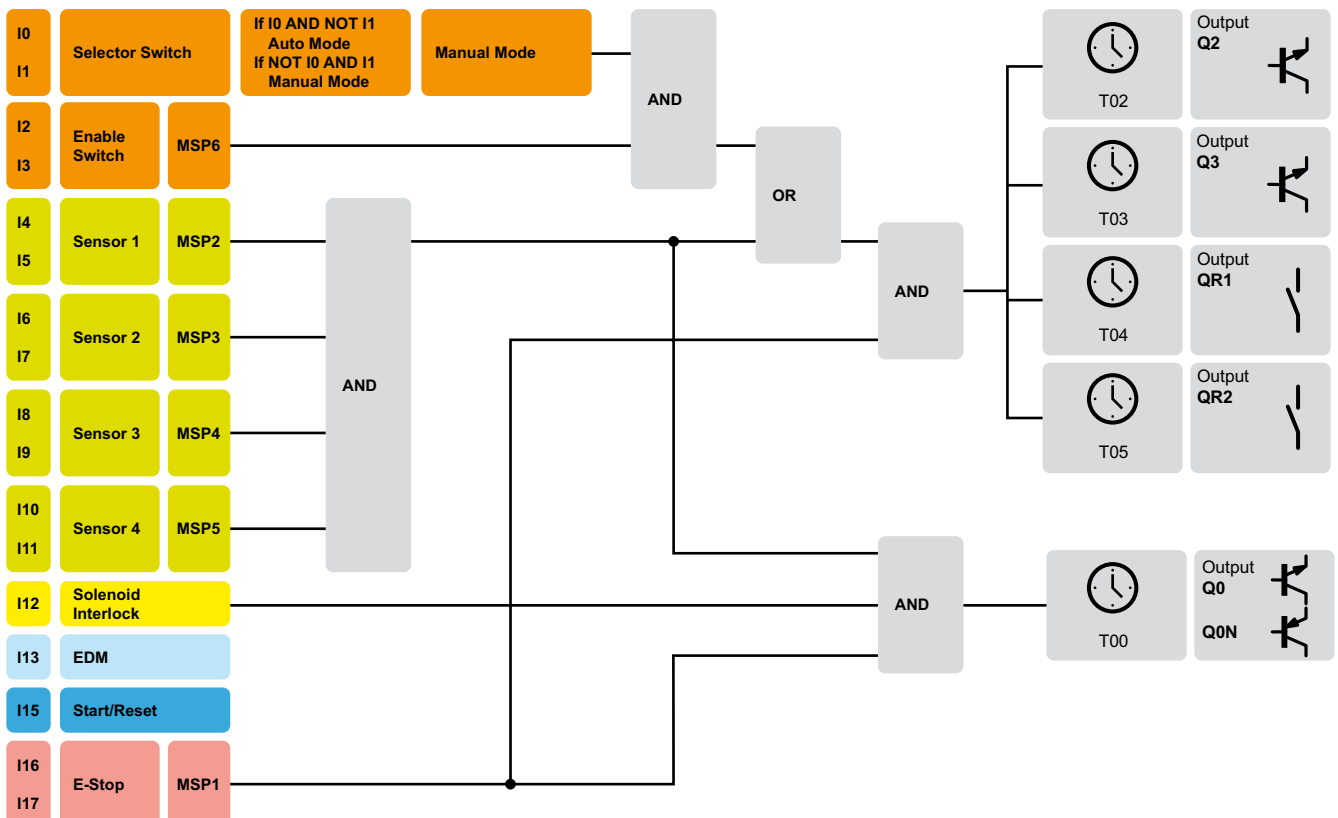 I0
I1
Selector Switch
If I0 AND NOT I1
Auto Mode
If NOT I0 AND I1
Manual Mode
Manual Mode
AND
I2
I3
Enable
Switch
MSP6
OR
I4
I5
Sensor 1
MSP2
I6
I7
Sensor 2
MSP3
AND
I8
I9
Sensor 3
MSP4
I10
I11
Sensor 4
MSP5
AND
T02
Output
Q2
T03
Output
Q3
T04
Output
QR1
T05
Output
QR2
I12
Solenoid
Interlock
AND
T00
Output
Q0
Q0N
I13
EDM
I15
Start/Reset
I16
I17
E-Stop
MSP1